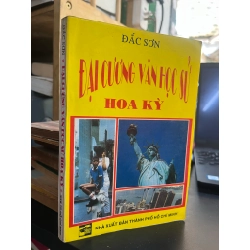 ĐẮC SƠN
ĐẠI CƯƠNG VĂN HỌC SỬ
HOA KỲ
NHÀ XUẤT BẢN THÀNH PHỐ HỒ CHÍ MINH